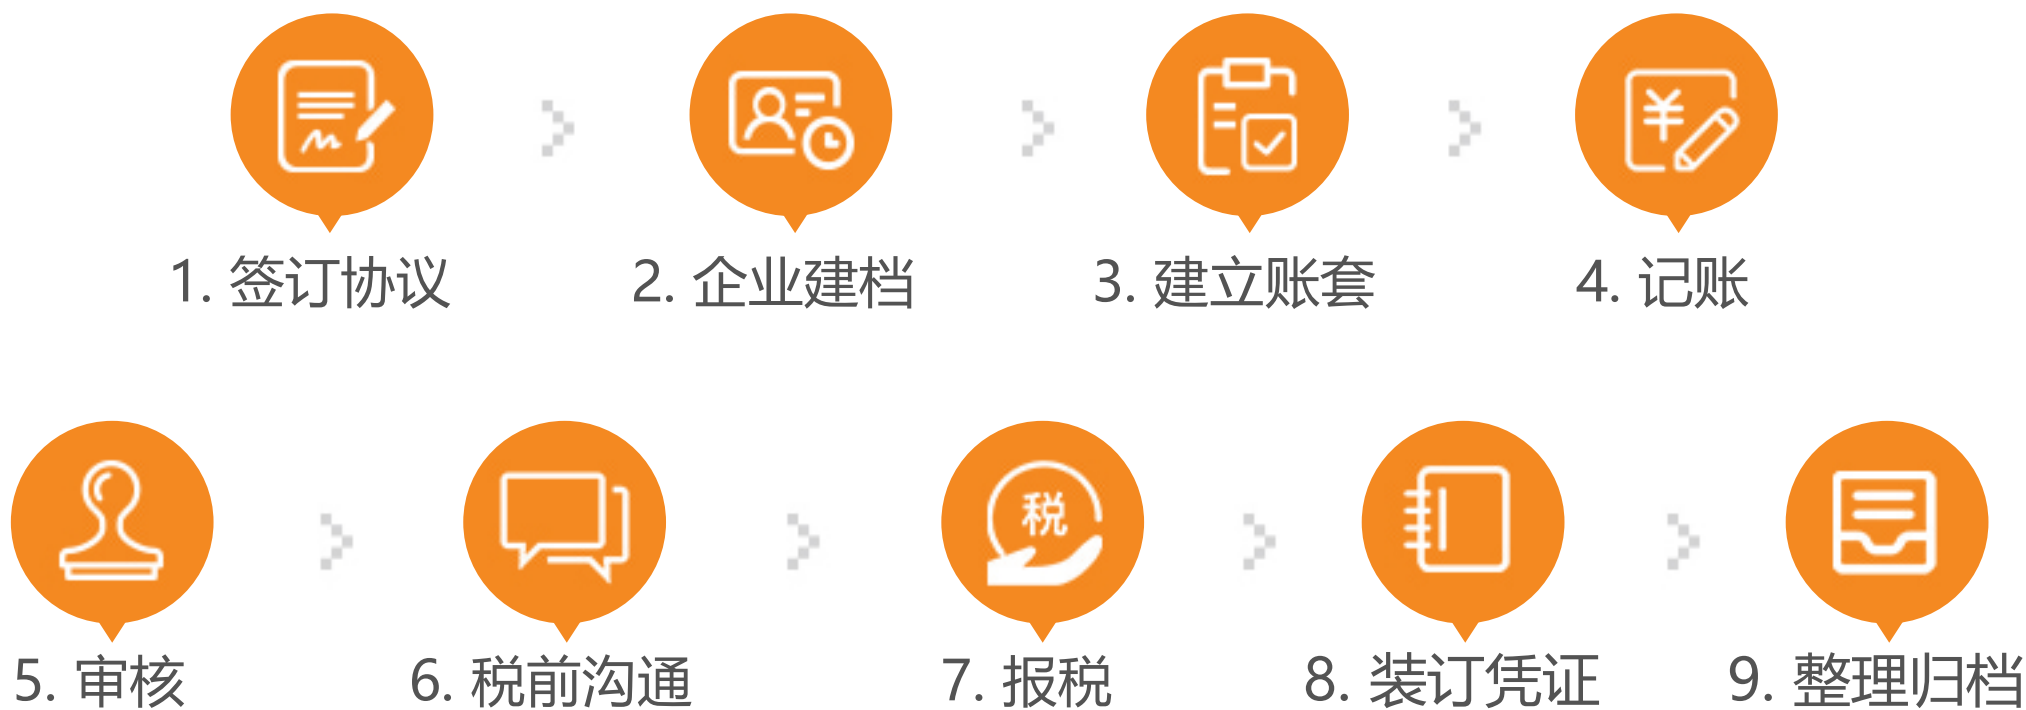 1. 签订协议
2. 企业建档
3. 建立账套
4. 记账
税
5. 审核
6. 税前沟通
7. 报税
8. 装订凭证
9. 整理归档